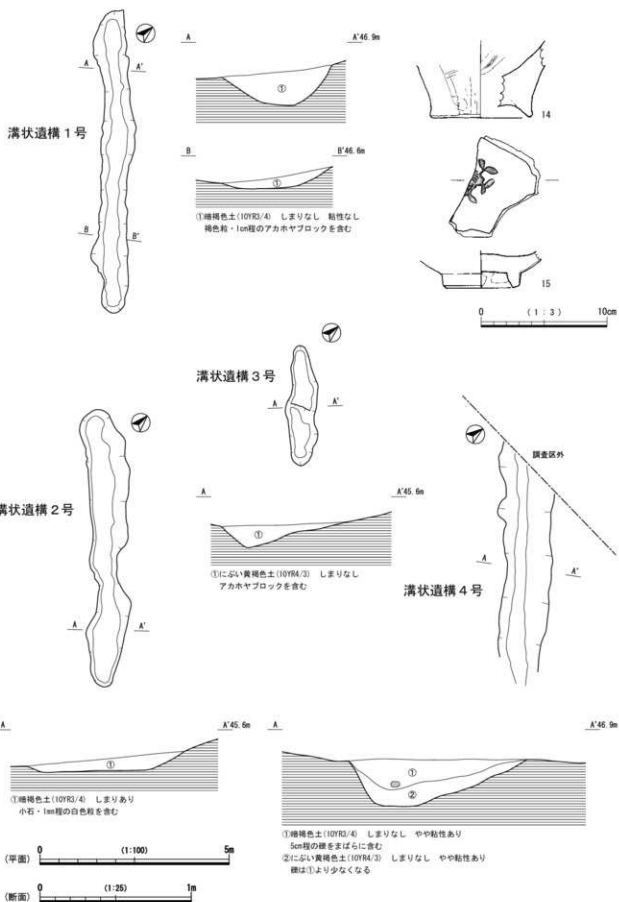 溝状遺構1号
A A'
B B'
A A'46.9m
①
B B'46.6m
①
①暗褐色土(10YR3/4) しまりなし 粘性なし
褐色粒・1cm程のアカホヤブロックを含む
14
15
0 (1:3) 10cm
溝状遺構3号
A A'
A A'45.6m
①
①にぶい黄褐色土(10YR4/3) しまりなし
アカホヤブロックを含む
溝状遺構2号
A A'
調査区外
溝状遺構4号
A A'
A A'45.6m
①
①暗褐色土(10YR3/4) しまりあり
小石・1mm程の白色粒を含む
A A'46.9m
①
②
①暗褐色土(10YR3/4) しまりなし やや粘性あり
5cm程の礫をまばらに含む
②にぶい黄褐色土(10YR4/3) しまりなし やや粘性あり
礫は①より少なくなる
(平面) 0 (1:100) 5m
(断面) 0 (1:25) 1m